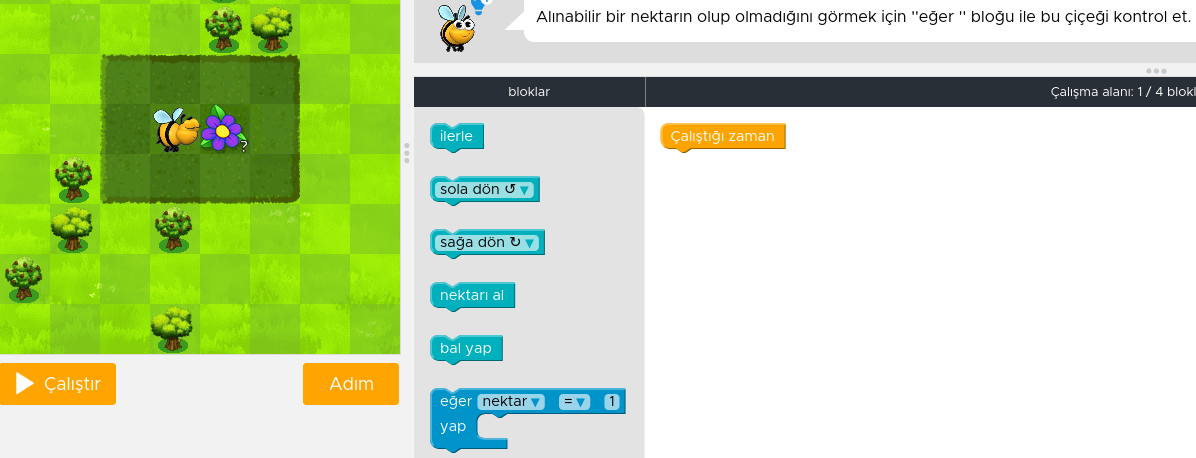 Alınabilir bir nektarın olup olmadığını görmek için "eğer " bloğu ile bu çiçeği kontrol et.
bloklar
Çalışma alanı: 1 / 4 blokl
ilerle
Çalıştığı zaman
sola dön ↺ ▼
sağa dön ↻ ▼
nektarı al
bal yap
eğer nektar ▼ = ▼ 1
yap
?
Çalıştır
Adım